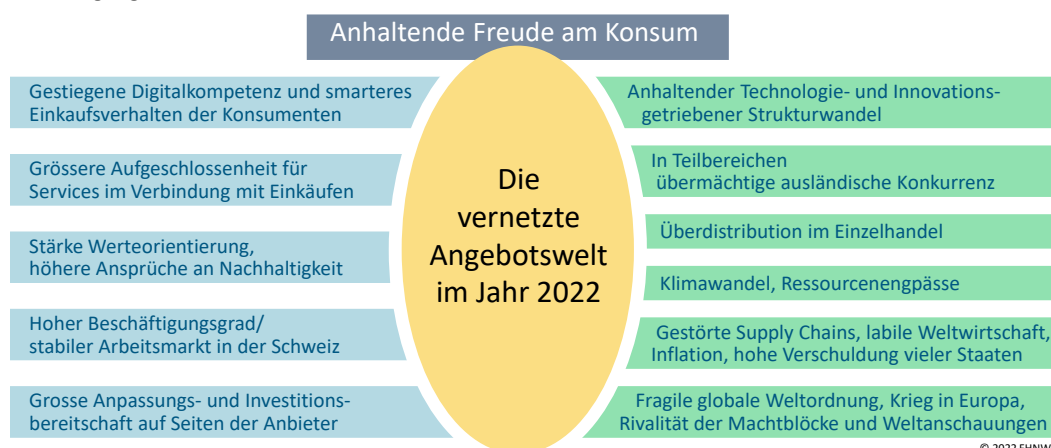 Anhaltende Freude am Konsum
Gestiegene Digitalkompetenz und smarteres
Einkaufsverhalten der Konsumenten
Grössere Aufgeschlossenheit für
Services im Verbindung mit Einkäufen
Stärke Werteorientierung,
höhere Ansprüche an Nachhaltigkeit
Hoher Beschäftigungsgrad/
stabiler Arbeitsmarkt in der Schweiz
Grosse Anpassungs- und Investitions-
bereitschaft auf Seiten der Anbieter
Die
vernetzte
Angebotswelt
im Jahr 2022
Anhaltender Technologie- und Innovations-
getriebener Strukturwandel
In Teilbereichen
übermächtige ausländische Konkurrenz
Überdistribution im Einzelhandel
Klimawandel, Ressourcenengpässe
Gestörte Supply Chains, labile Weltwirtschaft,
Inflation, hohe Verschuldung vieler Staaten
Fragile globale Weltordnung, Krieg in Europa,
Rivalität der Machtblöcke und Weltanschauungen
© 2022 FHNW